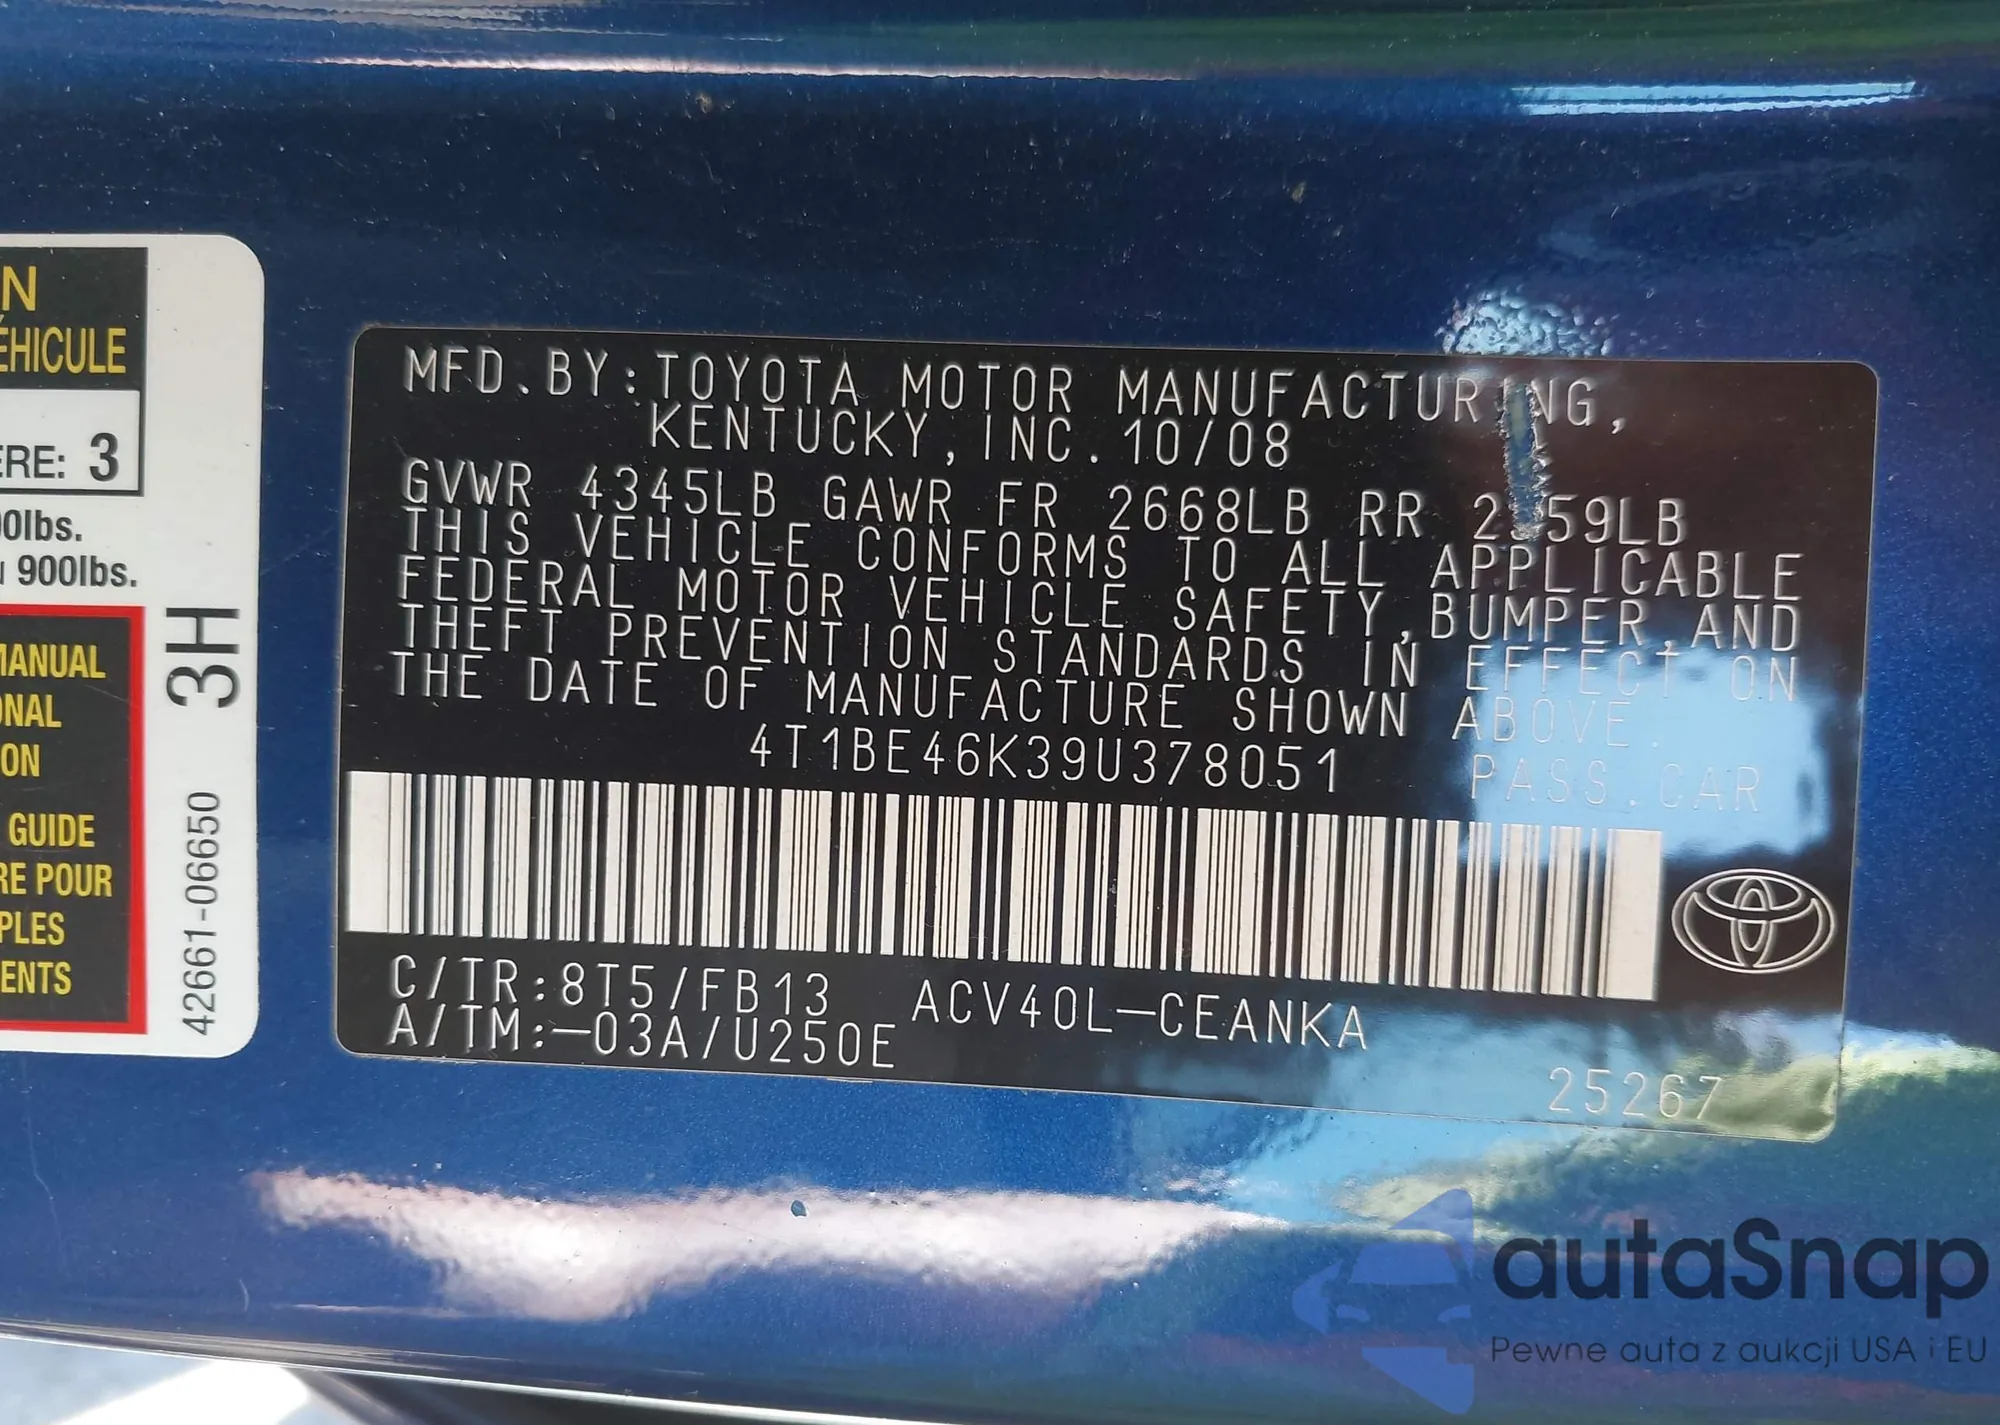 N
ÉHICULE
ERE: 3
00lbs.
900lbs.
MANUAL
ONAL
ON
GUIDE
RE POUR
PLES
ENTS
3H
42661-06650
MFD.BY:TOYOTA MOTOR MANUFACTURING,
KENTUCKY,INC. 10/08
GVWR 4345LB GAWR FR 2668LB RR
THIS VEHICLE CONFORMS TO ALL APPLICABLE
FEDERAL MOTOR VEHICLE SAFETY,BUMPER,AND
THEFT PREVENTION STANDARDS IN EFFECT ON
THE DATE OF MANUFACTURE SHOWN ABOVE.
4T1BE46K39U378051 PASS.CAR
C/TR:8T5/FB13 ACV40L-CEANKA
A/TM:-03A/U250E
25267
autaSnap
Pewne auta z aukcji USA i EU